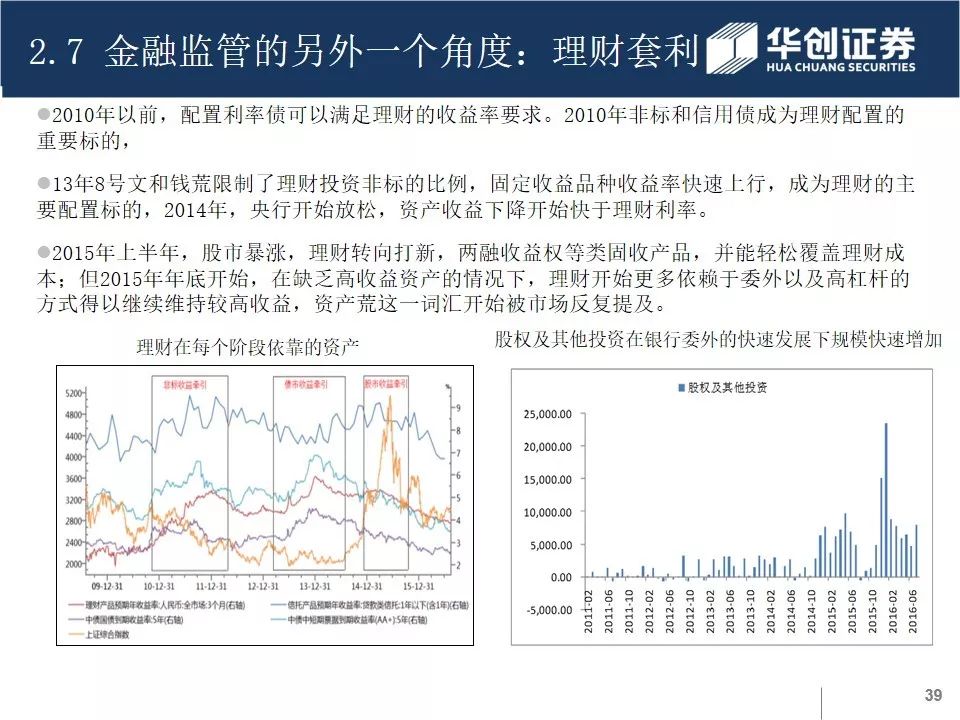 2.7 金融监管的另外一个角度：理财套利
华创证券
HUA CHUANG SECURITIES
2010年以前，配置利率债可以满足理财的收益率要求。2010年非标和信用债成为理财配置的
重要标的，
13年8号文和钱荒限制了理财投资非标的比例，固定收益品种收益率快速上行，成为理财的主
要配置标的，2014年，央行开始放松，资产收益下降开始快于理财利率。
2015年上半年，股市暴涨，理财转向打新，两融收益权等类固收产品，并能轻松覆盖理财成
本；但2015年年底开始，在缺乏高收益资产的情况下，理财开始更多依赖于委外以及高杠杆的
方式得以继续维持较高收益，资产荒这一词汇开始被市场反复提及。
理财在每个阶段依靠的资产
非标收益牵引 债市收益牵引 股市收益牵引
%
5200
4800
4400
4000
3600
3200
2800
2400
2000
9
8
7
6
5
4
3
2
09-12-31 10-12-31 11-12-31 12-12-31 13-12-31 14-12-31 15-12-31
理财产品预期年收益率:人民币:全市场:3个月(右轴) 信托产品预期年收益率:贷款类信托:1年以下(含1年)(右轴)
中债国债到期收益率:5年(右轴) 中债中短期票据到期收益率(AA+):5年(右轴)
上证综合指数
股权及其他投资在银行委外的快速发展下规模快速增加
股权及其他投资
25,000.00
20,000.00
15,000.00
10,000.00
5,000.00
0.00
-5,000.00
2011-02 2011-06 2011-10 2012-02 2012-06 2012-10 2013-02 2013-06 2013-10 2014-02 2014-06 2014-10 2015-02 2015-06 2015-10 2016-02 2016-06
39